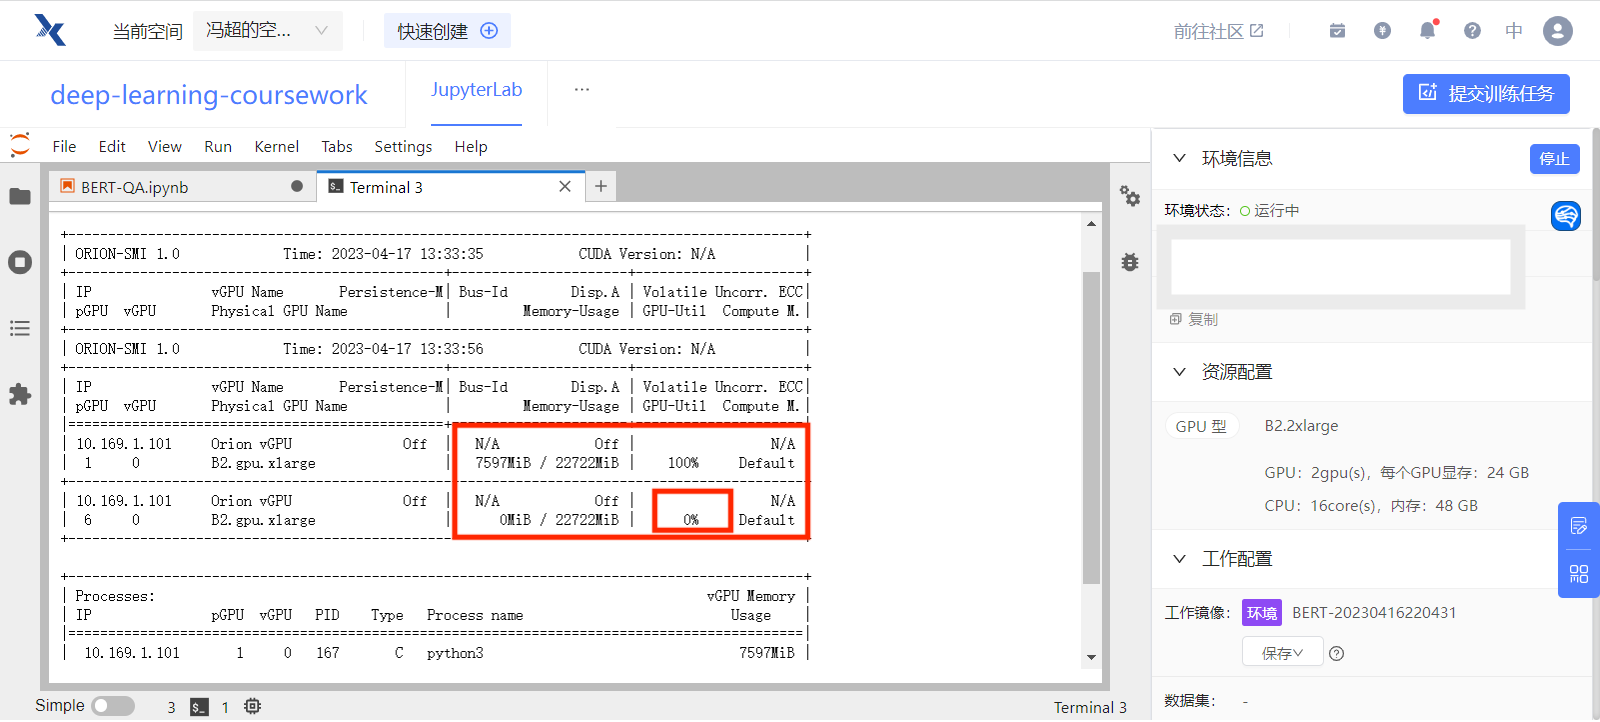 当前空间 冯超的空... 快速创建 前往社区 中
deep-learning-coursework JupyterLab ... 提交训练任务
File Edit View Run Kernel Tabs Settings Help
BERT-QA.ipynb Terminal 3
ORION-SMI 1.0 Time: 2023-04-17 13:33:35 CUDA Version: N/A
IP vGPU Name Persistence-M| Bus-Id Disp.A | Volatile Uncorr. ECC|
pGPU vGPU Physical GPU Name | Memory-Usage | GPU-Util Compute M.|
ORION-SMI 1.0 Time: 2023-04-17 13:33:56 CUDA Version: N/A
IP vGPU Name Persistence-M| Bus-Id Disp.A | Volatile Uncorr. ECC|
pGPU vGPU Physical GPU Name | Memory-Usage | GPU-Util Compute M.|
10.169.1.101 Orion vGPU Off | N/A Off | N/A
1 0 B2.gpu.xlarge | 7597MiB / 22722MiB | 100% Default
10.169.1.101 Orion vGPU Off | N/A Off | N/A
6 0 B2.gpu.xlarge | 0MiB / 22722MiB | 0% Default
Processes: vGPU Memory |
IP pGPU vGPU PID Type Process name Usage |
10.169.1.101 1 0 167 C python3 7597MiB |
Simple 3 1 Terminal 3
环境信息 停止
环境状态: 运行中
复制
资源配置
GPU 型 B2.2xlarge
GPU: 2gpu(s), 每个GPU显存: 24 GB
CPU: 16core(s), 内存: 48 GB
工作配置
工作镜像: 环境 BERT-20230416220431
保存
数据集: -